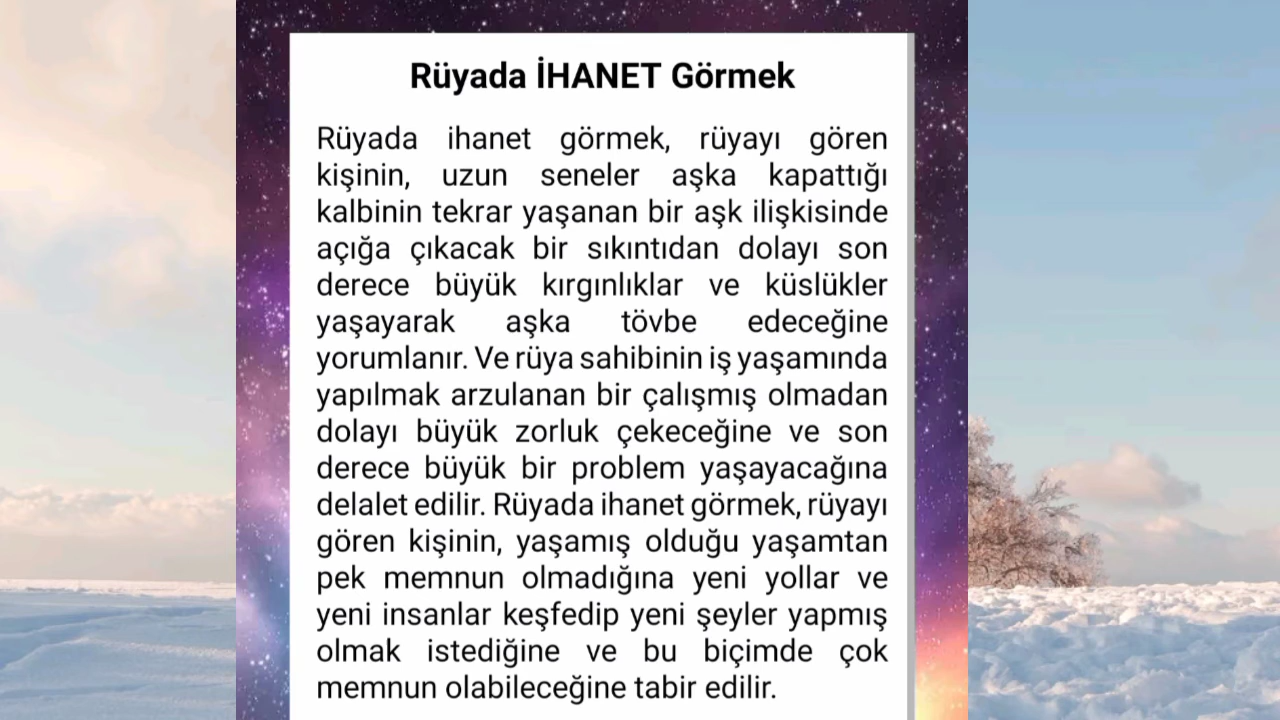 Rüyada İHANET Görmek
Rüyada ihanet görmek, rüyayı gören
kişinin, uzun seneler aşka kapattığı
kalbinin tekrar yaşanan bir aşk ilişkisinde
açığa çıkacak bir sıkıntıdan dolayı son
derece büyük kırgınlıklar ve küslükler
yaşayarak aşka tövbe edeceğine
yorumlanır. Ve rüya sahibinin iş yaşamında
yapılmak arzulanan bir çalışmış olmadan
dolayı büyük zorluk çekeceğine ve son
derece büyük bir problem yaşayacağına
delalet edilir. Rüyada ihanet görmek, rüyayı
gören kişinin, yaşamış olduğu yaşamtan
pek memnun olmadığına yeni yollar ve
yeni insanlar keşfedip yeni şeyler yapmış
olmak istediğine ve bu biçimde çok
memnun olabileceğine tabir edilir.